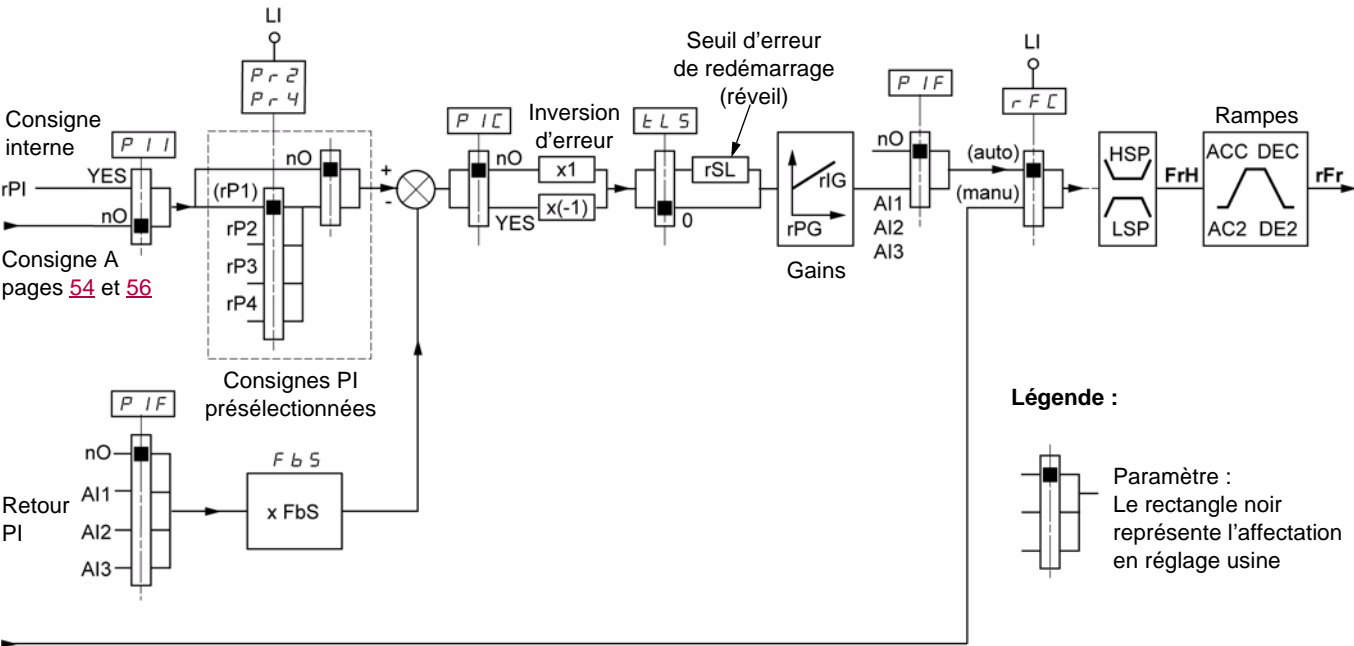 LI
Pr2
Pr4
Consigne
interne
PII
rPI
YES
nO
Consigne A
pages 54 et 56
nO
(rP1)
rP2
rP3
rP4
Consignes PI
présélectionnées
+
-
PIC
nO
YES
Inversion
d'erreur
x1
x(-1)
tLS
0
Seuil d'erreur
de redémarrage
(réveil)
rSL
rIG
rPG
Gains
PIF
nO
AI1
AI2
AI3
LI
rFC
(auto)
(manu)
HSP
LSP
FrH
Rampes
ACC DEC
AC2 DE2
rFr
PIF
nO
Retour
PI
AI1
AI2
AI3
FbS
x FbS
Légende :
Paramètre :
Le rectangle noir
représente l'affectation
en réglage usine